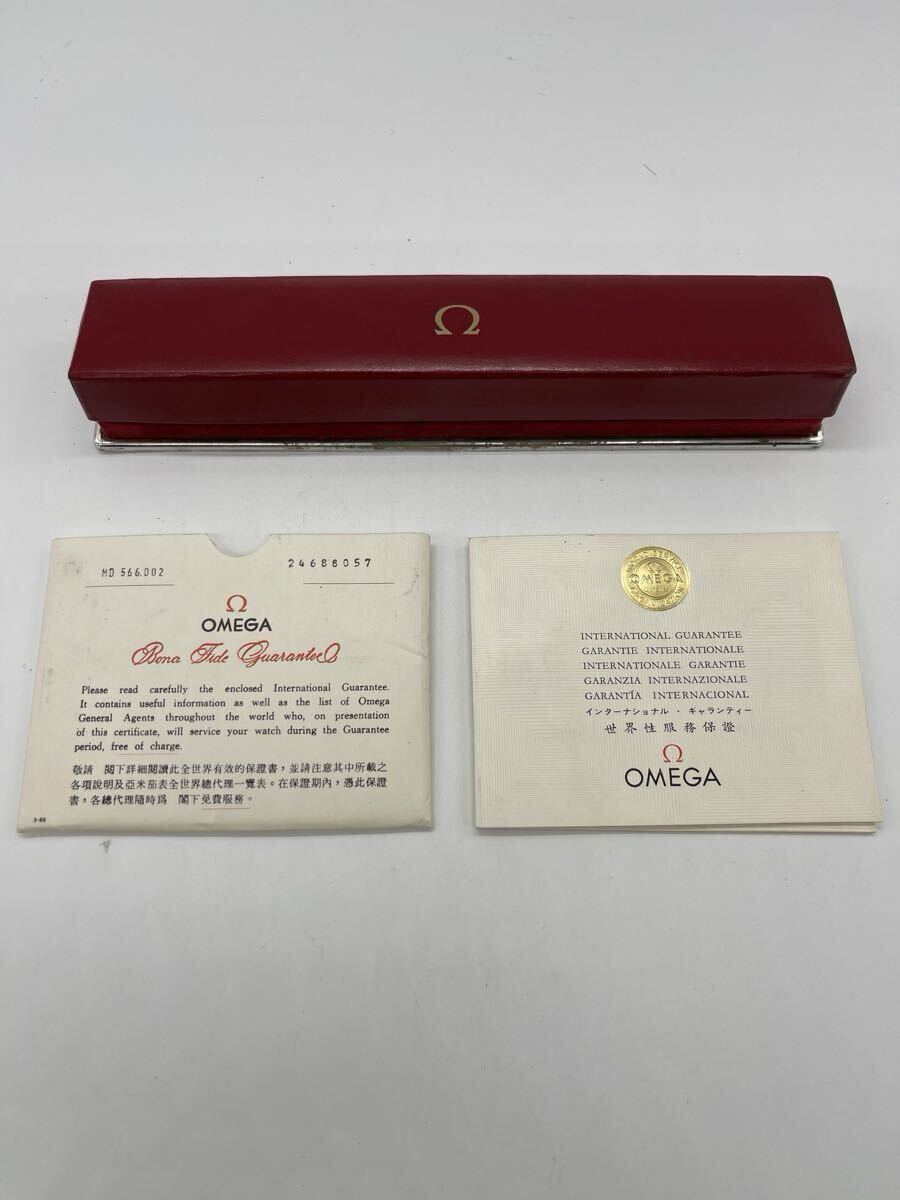 Ω
MD 566.002
24688057
Ω
OMEGA
Bona Fide Guarantee
Please read carefully the enclosed International Guarantee.
It contains useful information as well as the list of Omega
General Agents throughout the world who, on presentation
of this certificate, will service your watch during the Guarantee
period, free of charge.
敬請 閣下詳細閱讀此全世界有效的保證書,並請注意其中所載之
各項說明及亞米茄表全世界總代理一覽表。在保證期內,憑此保證
書,各總代理隨時爲 閣下免費服務。
WORLD SERVICE
Ω
OMEGA
ORGANIZATION
INTERNATIONAL GUARANTEE
GARANTIE INTERNATIONALE
INTERNATIONALE GARANTIE
GARANZIA INTERNAZIONALE
GARANTÍA INTERNACIONAL
インターナショナル・ギャランティー
世界性服務保證
Ω
OMEGA